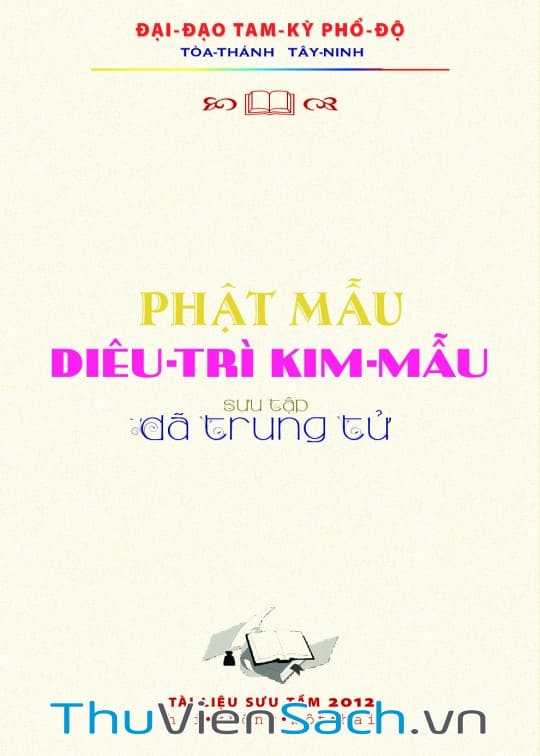 ĐẠI-ĐẠO TAM-KỲ PHỔ-ĐỘ
TÒA-THÁNH TÂY-NINH
PHẬT MẪU
DIÊU-TRÌ KIM-MẪU
sưu tập
dã trung tử
TÀI LIỆU SƯU TẦM 2012
ThuVienSach.vn